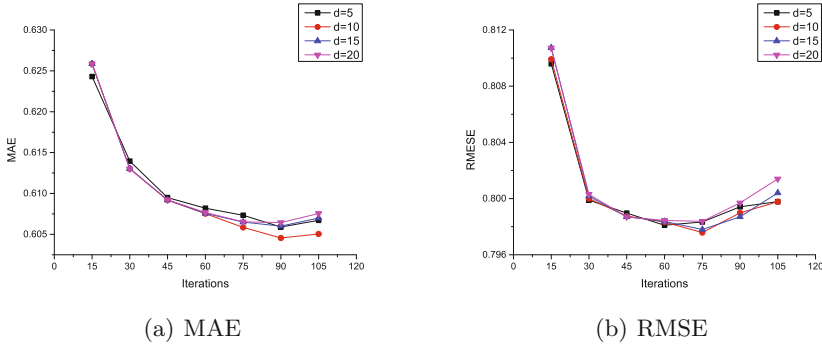 d=5
d=10
d=15
d=20
0.630
0.625
0.620
0.615
0.610
0.605
MAE
0 15 30 45 60 75 90 105 120
Iterations
(a) MAE
d=5
d=10
d=15
d=20
0.812
0.808
0.804
0.800
0.796
RMESE
0 15 30 45 60 75 90 105 120
Iterations
(b) RMSE